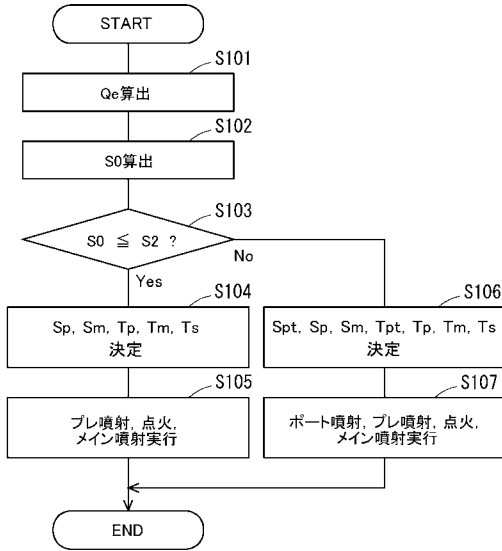 START
S101
Qe算出
S102
S0算出
S103
S0 ≦ S2 ?
No
Yes
S104
Sp, Sm, Tp, Tm, Ts
決定
S106
Spt, Sp, Sm, Tpt, Tp, Tm, Ts
決定
S105
プレ噴射, 点火,
メイン噴射実行
S107
ポート噴射, プレ噴射, 点火,
メイン噴射実行
END